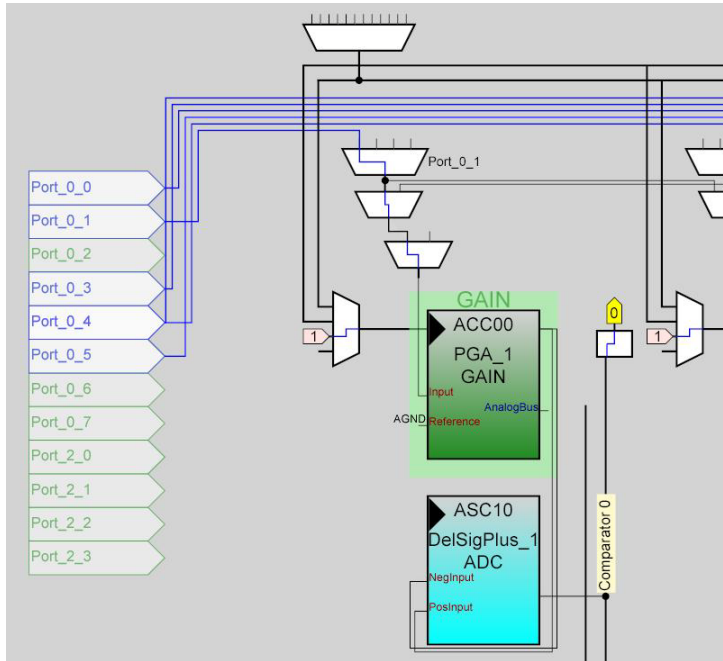 Port_0_1
Port_0_0
Port_0_1
Port_0_2
Port_0_3
Port_0_4
Port_0_5
Port_0_6
Port_0_7
Port_2_0
Port_2_1
Port_2_2
Port_2_3
GAIN
ACC00
PGA_1
GAIN
Input
AnalogBus
AGND
Reference
1
0
1
ASC10
DelSigPlus_1
ADC
NegInput
PosInput
Comparator 0